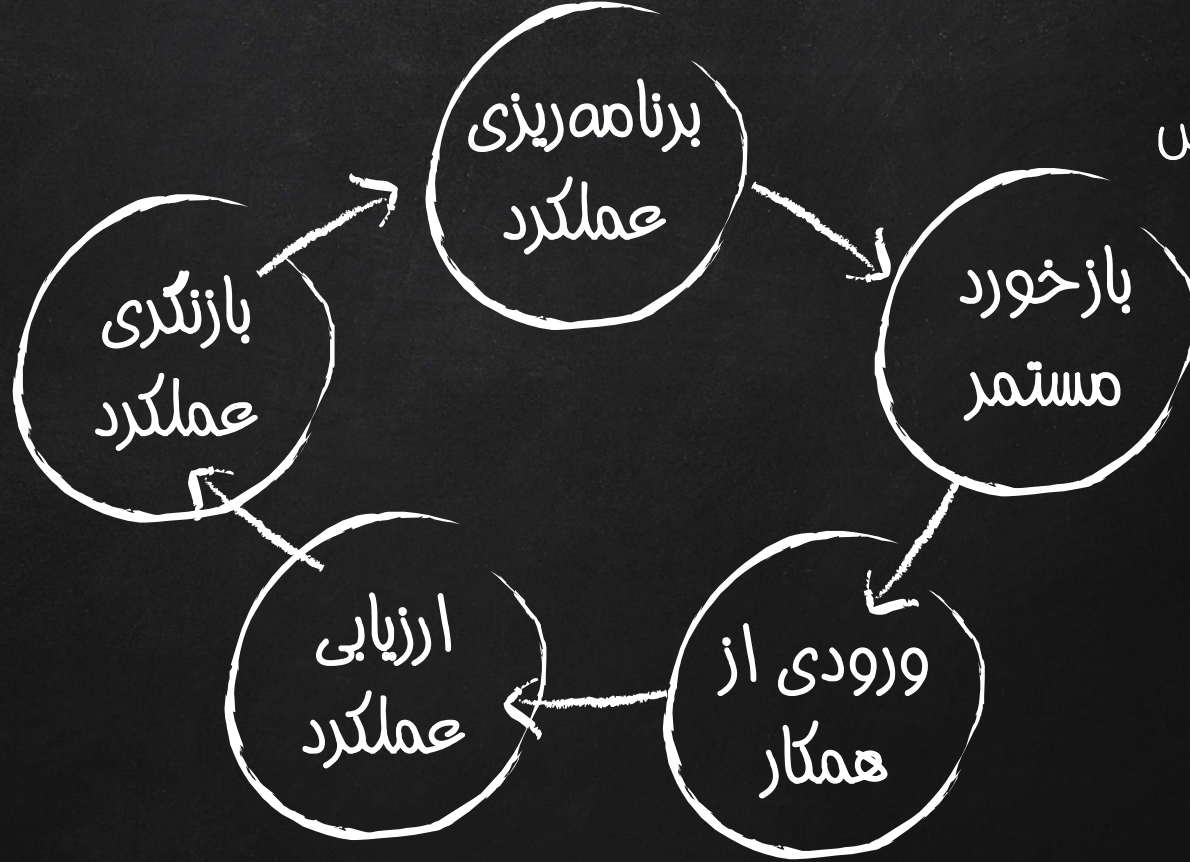 برنامه‌ریزی
عملکرد
بازخورد
مستمر
ورودی از
همکار
ارزیابی
عملکرد
بازنگری
عملکرد